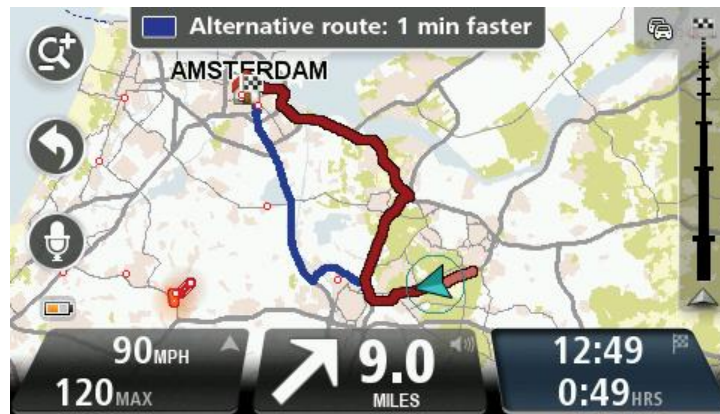 Alternative route: 1 min faster
AMSTERDAM
90MPH
120MAX
9.0
MILES
12:49
0:49HRS